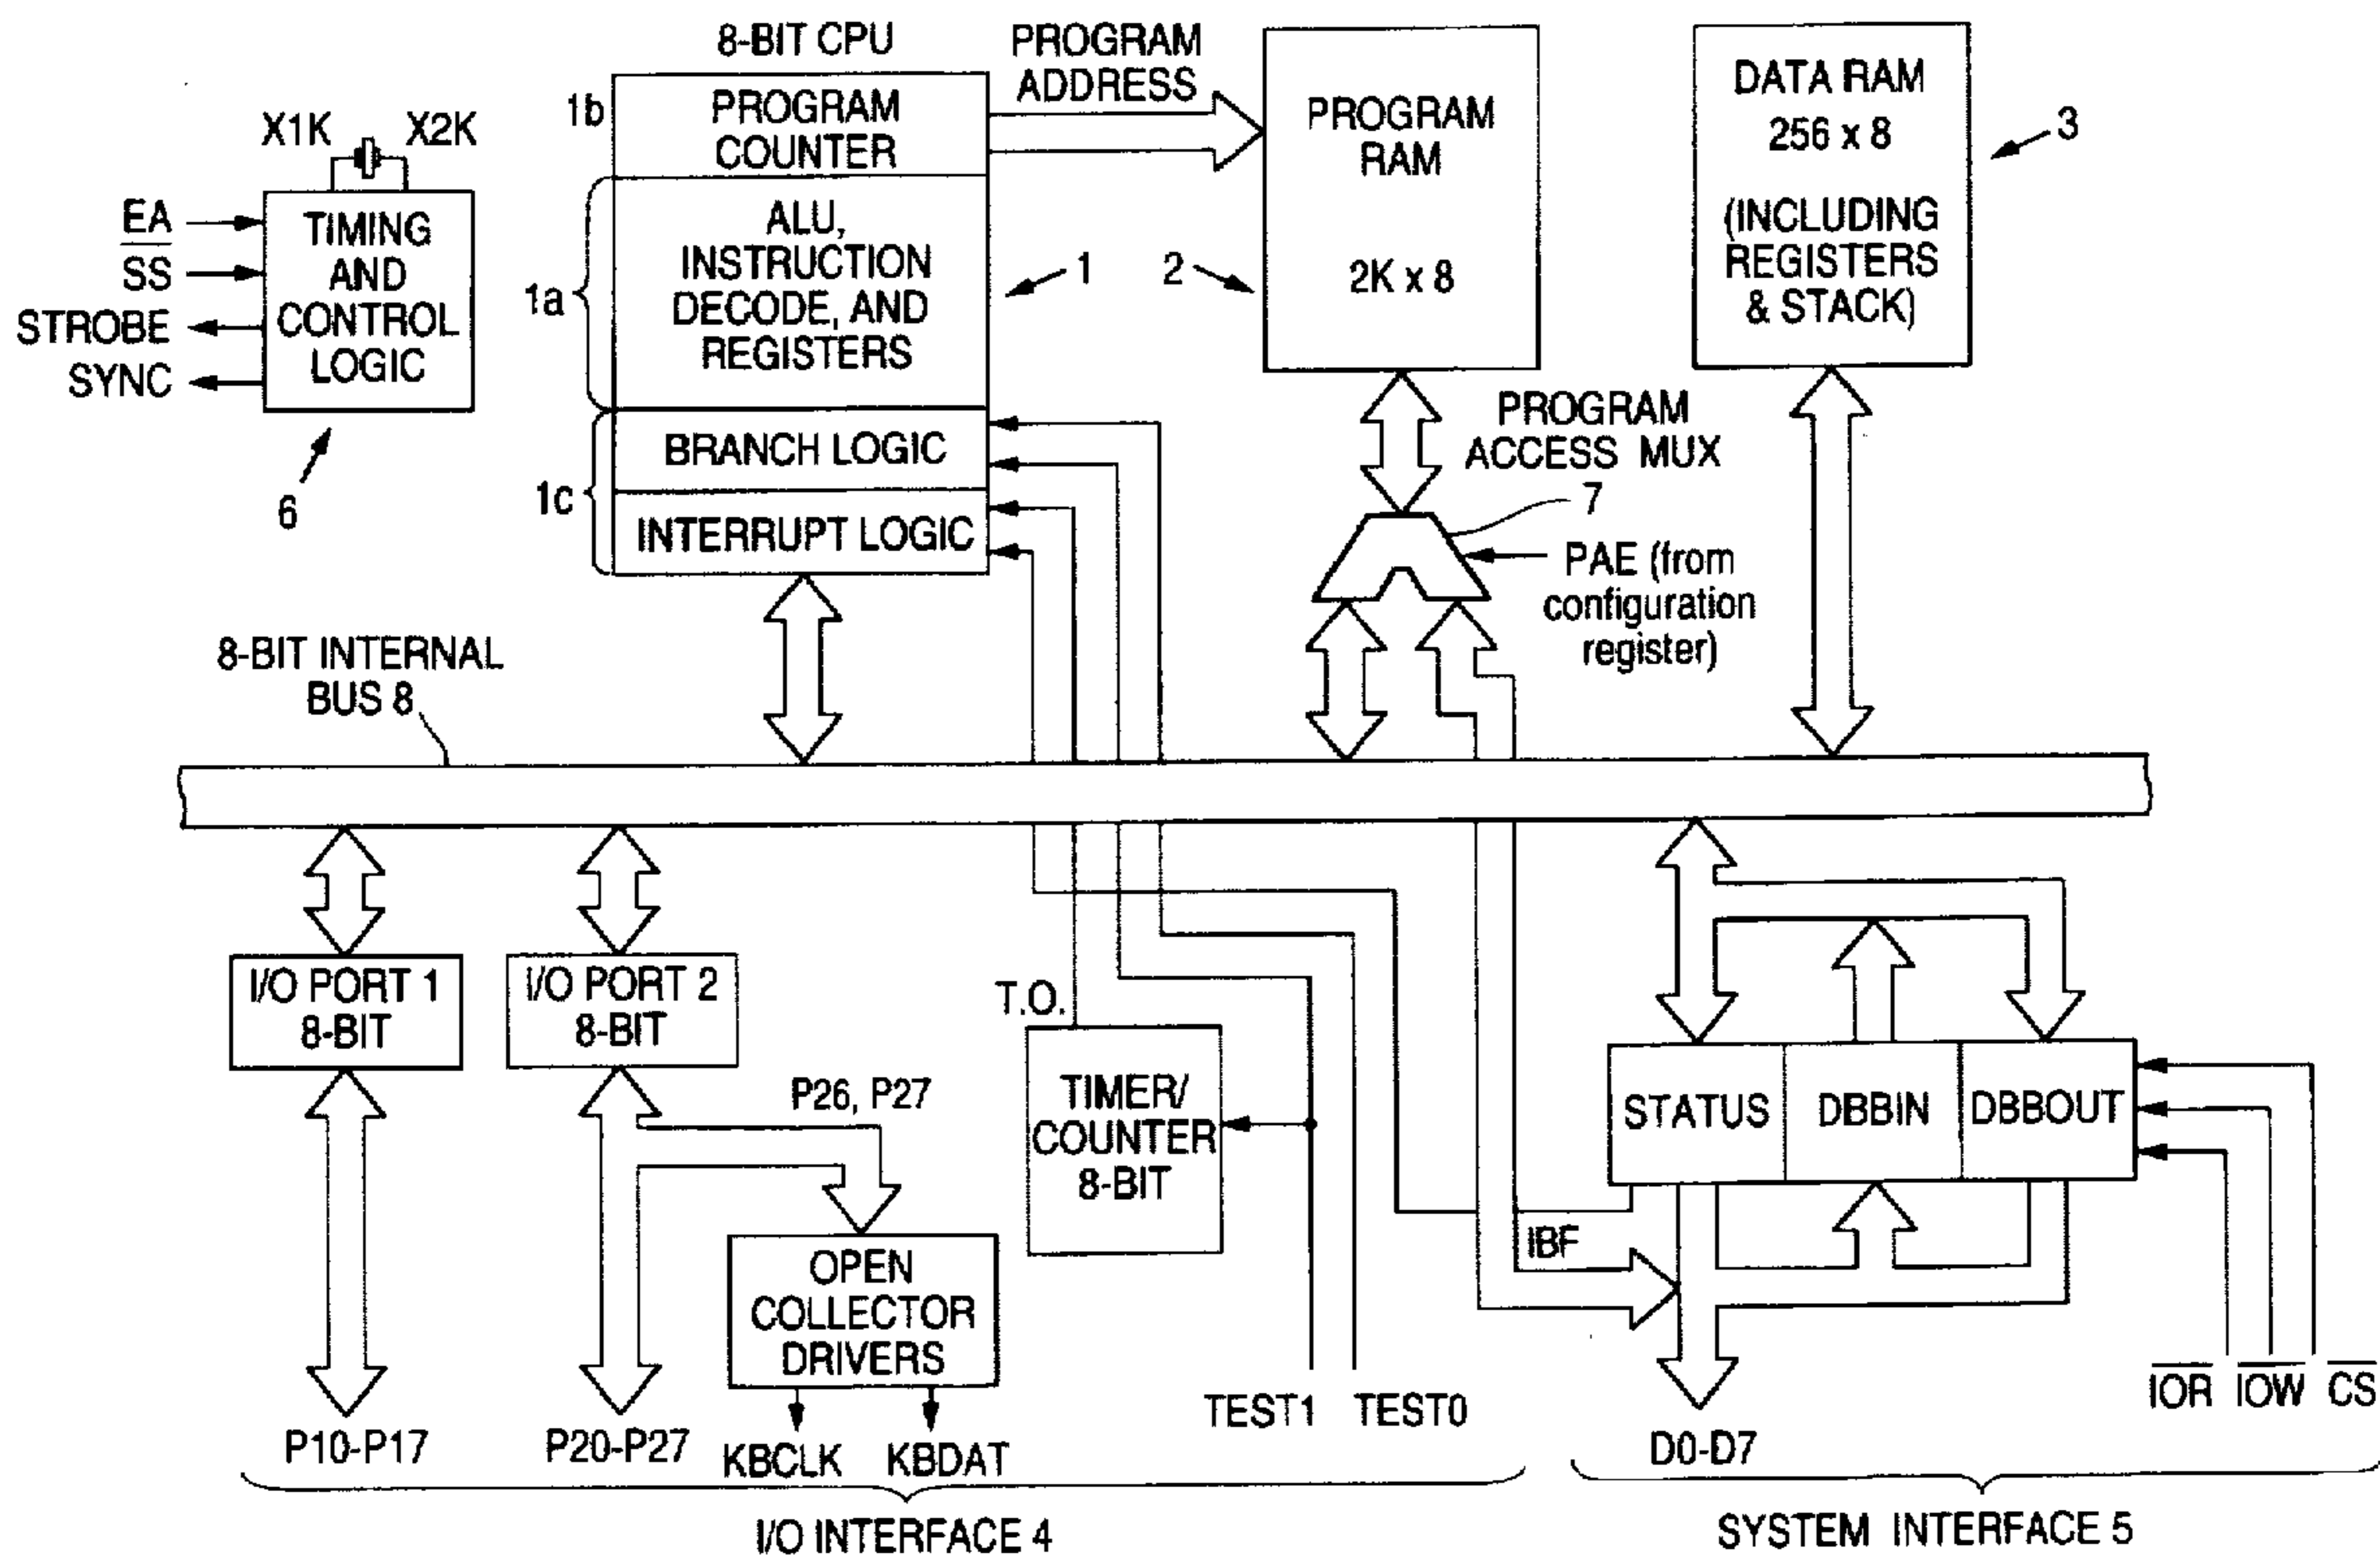 8-BIT CPU
PROGRAM
ADDRESS
1b
PROGRAM
COUNTER
PROGRAM
RAM
2K x 8
2
DATA RAM
256 x 8
(INCLUDING
REGISTERS
& STACK)
3
X1K
X2K
EA
SS
STROBE
SYNC
TIMING
AND
CONTROL
LOGIC
6
1a
ALU,
INSTRUCTION
DECODE, AND
REGISTERS
1
1c
BRANCH LOGIC
INTERRUPT LOGIC
PROGRAM
ACCESS MUX
7
PAE (from
configuration
register)
8-BIT INTERNAL
BUS 8
I/O PORT 1
8-BIT
I/O PORT 2
8-BIT
P26, P27
T.O.
TIMER/
COUNTER
8-BIT
STATUS
DBBIN
DBBOUT
IBF
OPEN
COLLECTOR
DRIVERS
P10-P17
P20-P27
KBCLK
KBDAT
TEST1
TEST0
D0-D7
IOR
IOW
CS
I/O INTERFACE 4
SYSTEM INTERFACE 5